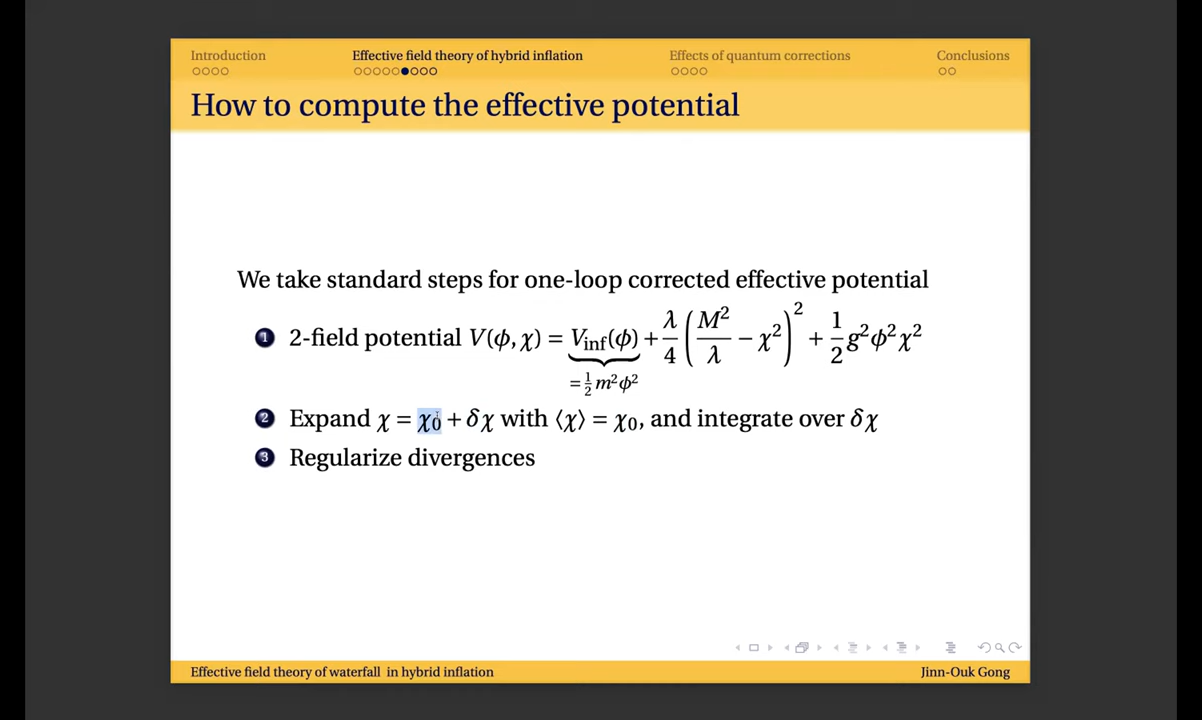 Introduction Effective field theory of hybrid inflation Effects of quantum corrections Conclusions
How to compute the effective potential
We take standard steps for one-loop corrected effective potential
1 2-field potential V(ϕ, χ) = V_inf(ϕ) + λ/4 (M²/λ − χ²)² + 1/2 g²ϕ²χ²
= 1/2 m²ϕ²
2 Expand χ = χ₀ + δχ with ⟨χ⟩ = χ₀, and integrate over δχ
3 Regularize divergences
Effective field theory of waterfall in hybrid inflation Jinn-Ouk Gong